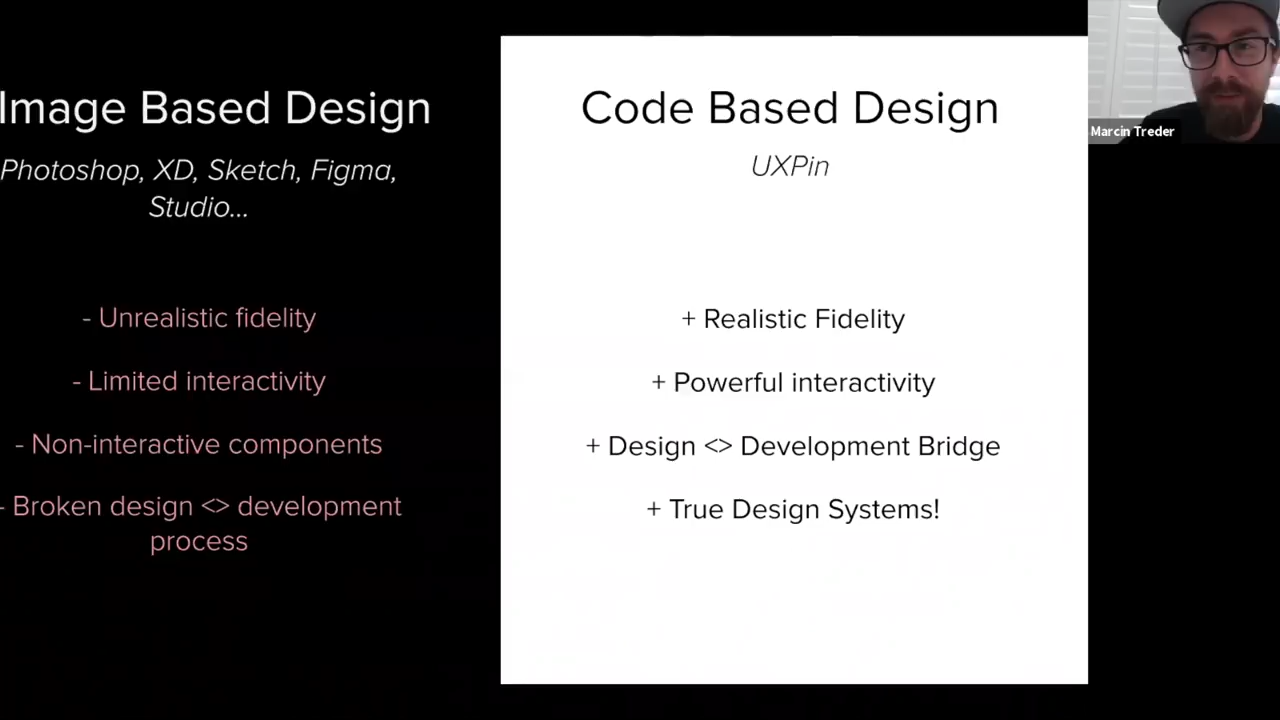 Image Based Design
Photoshop, XD, Sketch, Figma,
Studio...
- Unrealistic fidelity
- Limited interactivity
- Non-interactive components
- Broken design <> development
process
Code Based Design
UXPin
+ Realistic Fidelity
+ Powerful interactivity
+ Design <> Development Bridge
+ True Design Systems!
Marcin Treder